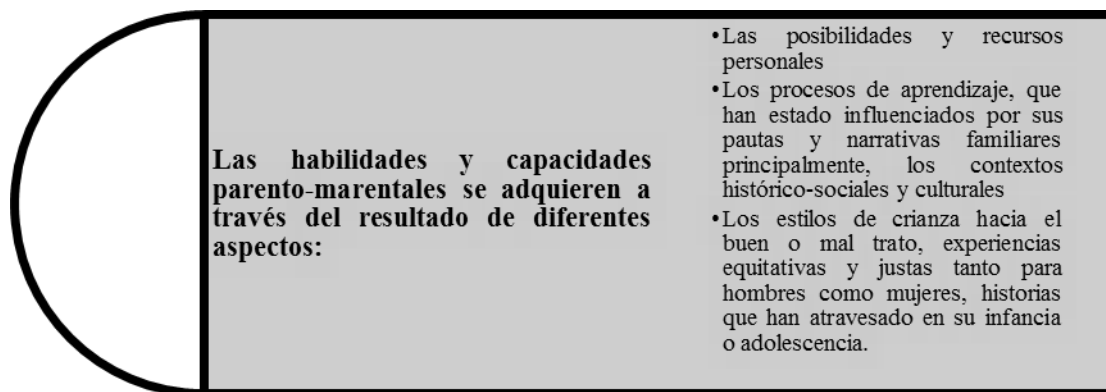 Las habilidades y capacidades
parento-marentales se adquieren a
través del resultado de diferentes
aspectos:
•Las posibilidades y recursos
personales
•Los procesos de aprendizaje, que
han estado influenciados por sus
pautas y narrativas familiares
principalmente, los contextos
histórico-sociales y culturales
•Los estilos de crianza hacia el
buen o mal trato, experiencias
equitativas y justas tanto para
hombres como mujeres, historias
que han atravesado en su infancia
o adolescencia.